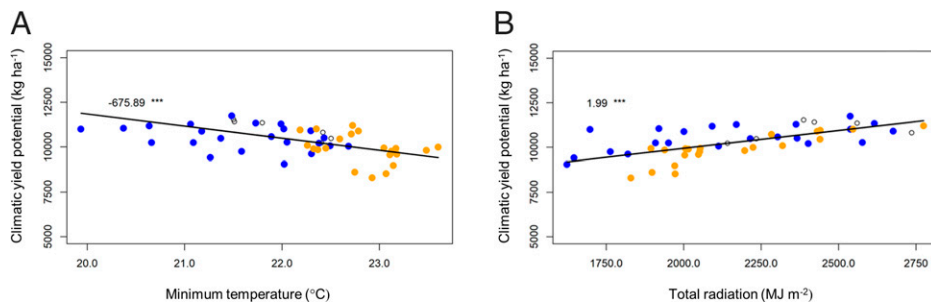 A
Climatic yield potential (kg ha-1)
15000
12500
10000
7500
5000
-675.89 ***
20.0 21.0 22.0 23.0
Minimum temperature (°C)
B
Climatic yield potential (kg ha-1)
15000
12500
10000
7500
5000
1.99 ***
1750.0 2000.0 2250.0 2500.0 2750
Total radiation (MJ m-2)